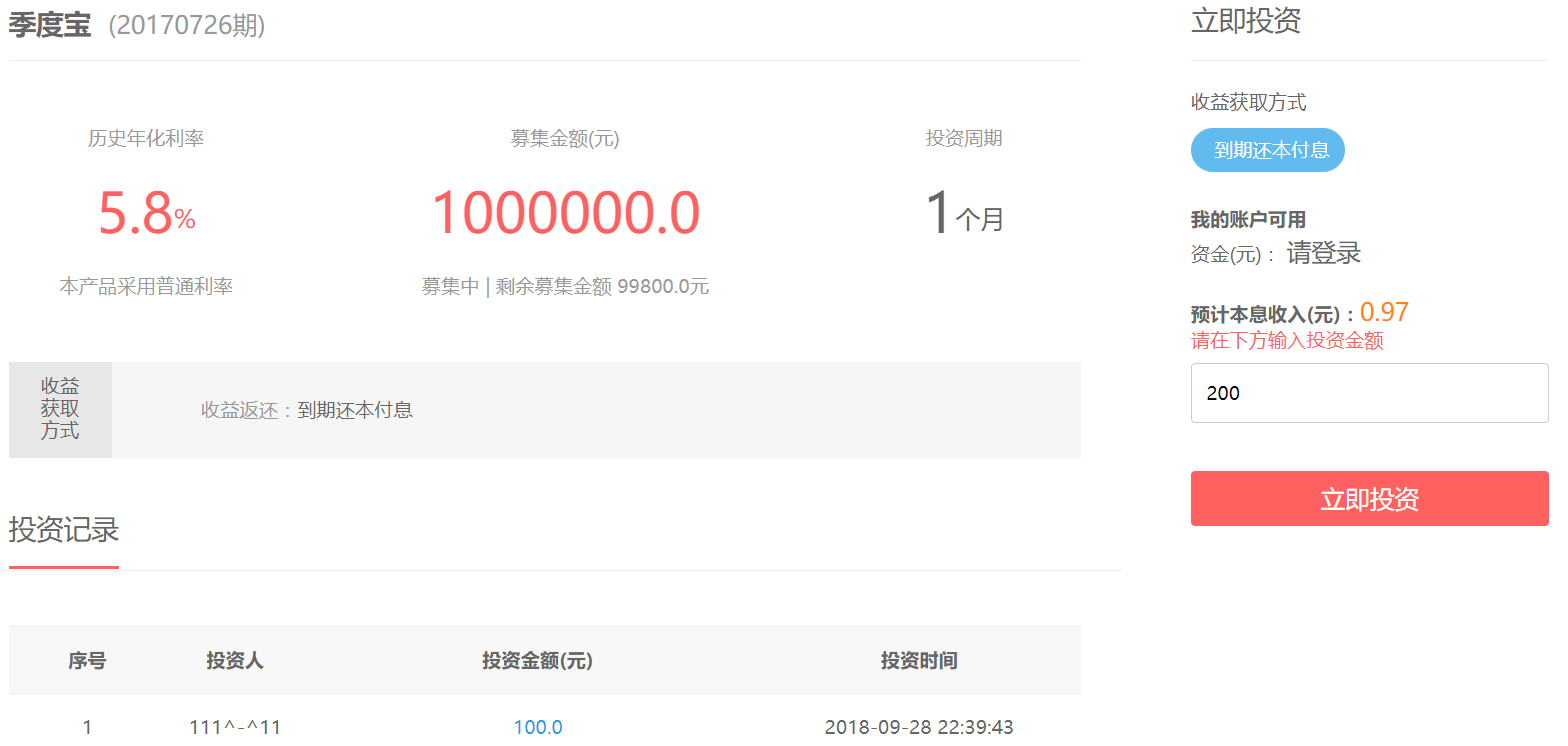 季度宝 (20170726期)
历史年化利率 募集金额(元) 投资周期
5.8% 1000000.0 1个月
本产品采用普通利率 募集中 | 剩余募集金额 99800.0元
收益
获取
方式
收益返还：到期还本付息
投资记录
序号 投资人 投资金额(元) 投资时间
1 111^-^11 100.0 2018-09-28 22:39:43
立即投资
收益获取方式
到期还本付息
我的账户可用
资金(元)： 请登录
预计本息收入(元)：0.97
请在下方输入投资金额
200
立即投资